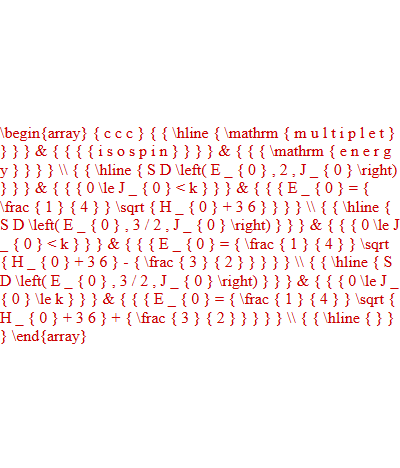 \begin{array} { c c c } { { \hline { \mathrm { m u l t i p l e t }
} } } & { { { { i s o s p i n } } } } & { { { \mathrm { e n e r g
y } } } } \\ { { \hline { S D \left( E _ { 0 } , 2 , J _ { 0 } \right)
} } } & { { { 0 \le J _ { 0 } < k } } } & { { { E _ { 0 } = {
\frac { 1 } { 4 } } \sqrt { H _ { 0 } + 3 6 } } } } \\ { { \hline {
S D \left( E _ { 0 } , 3 / 2 , J _ { 0 } \right) } } } & { { { 0 \le J
_ { 0 } < k } } } & { { { E _ { 0 } = { \frac { 1 } { 4 } } \sqrt
{ H _ { 0 } + 3 6 } - { \frac { 3 } { 2 } } } } } \\ { { \hline { S
D \left( E _ { 0 } , 3 / 2 , J _ { 0 } \right) } } } & { { { 0 \le J _
{ 0 } \le k } } } & { { { E _ { 0 } = { \frac { 1 } { 4 } } \sqrt {
H _ { 0 } + 3 6 } + { \frac { 3 } { 2 } } } } } \\ { { \hline { } }
} \end{array}